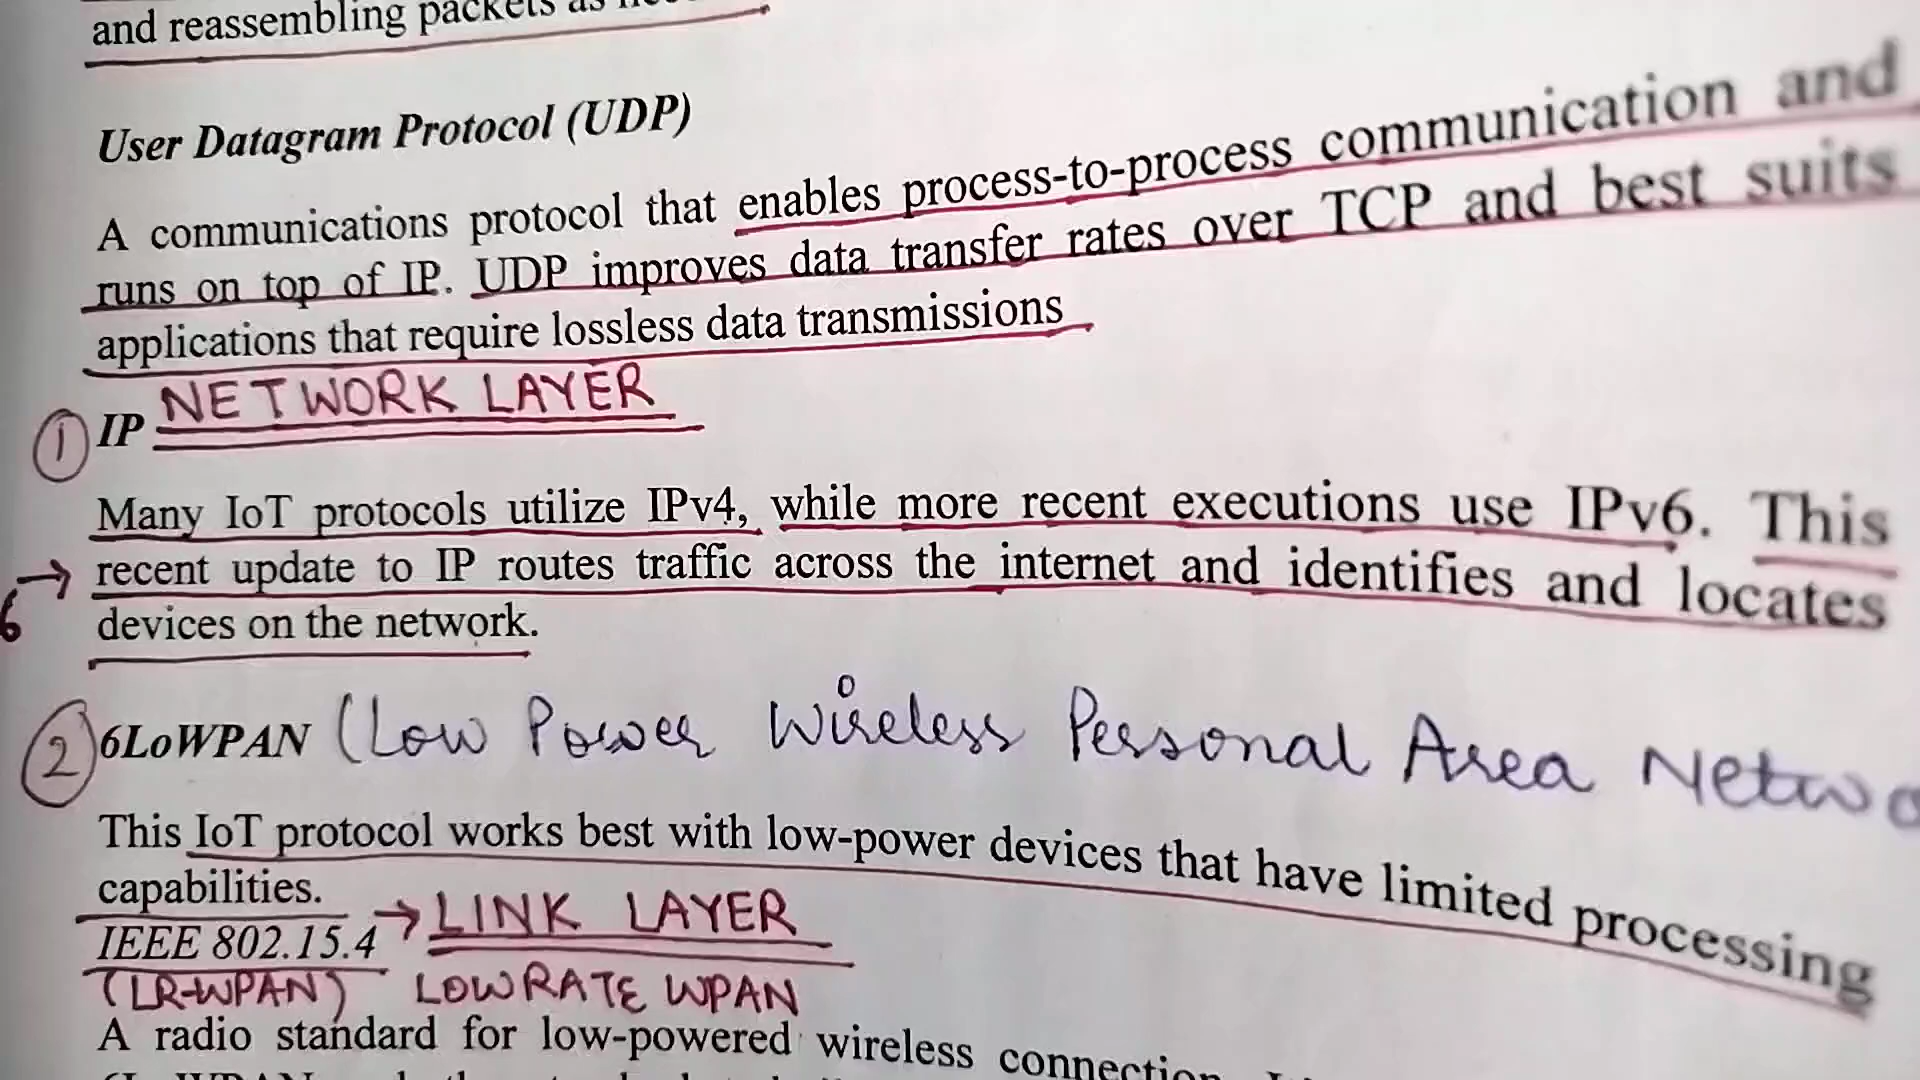 and reassembling packets as
User Datagram Protocol (UDP)
A communications protocol that enables process-to-process communication and
runs on top of IP. UDP improves data transfer rates over TCP and best suits
applications that require lossless data transmissions
NETWORK LAYER
1 IP
Many IoT protocols utilize IPv4, while more recent executions use IPv6. This
recent update to IP routes traffic across the internet and identifies and locates
6 → devices on the network.
2 6LoWPAN (Low Power Wireless Personal Area Netwo
This IoT protocol works best with low-power devices that have limited processing
capabilities.
IEEE 802.15.4 → LINK LAYER
(LR-WPAN) LOW RATE WPAN
A radio standard for low-powered wireless connection.